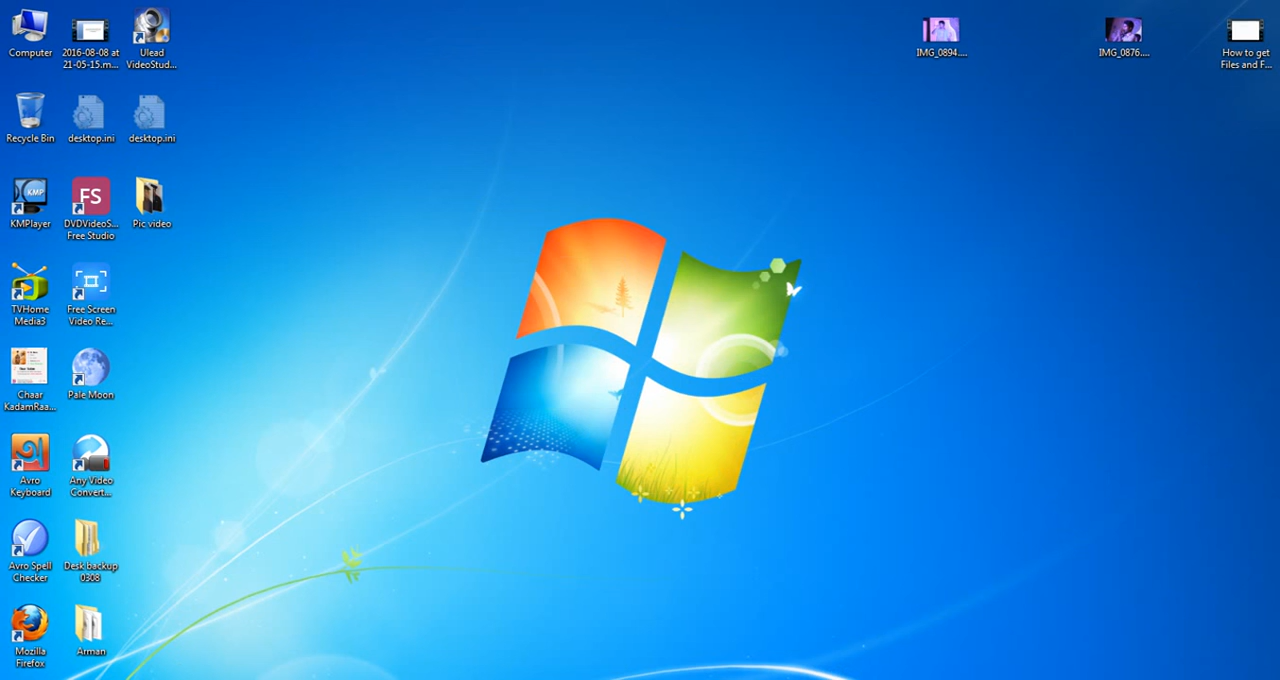 Computer
2016-08-08 at
21-05-15.m...
Ulead
VideoStud...
IMG_0894....
IMG_0876....
How to get
Files and F...
Recycle Bin
desktop.ini
desktop.ini
KMP
KMPlayer
FS
DVDVideoS...
Free Studio
Pic video
TVHome
Media3
Free Screen
Video Re...
Chaar
KadamRaa...
Pale Moon
অ
Avro
Keyboard
Any Video
Convert...
Avro Spell
Checker
Desk backup
0308
Mozilla
Firefox
Arman